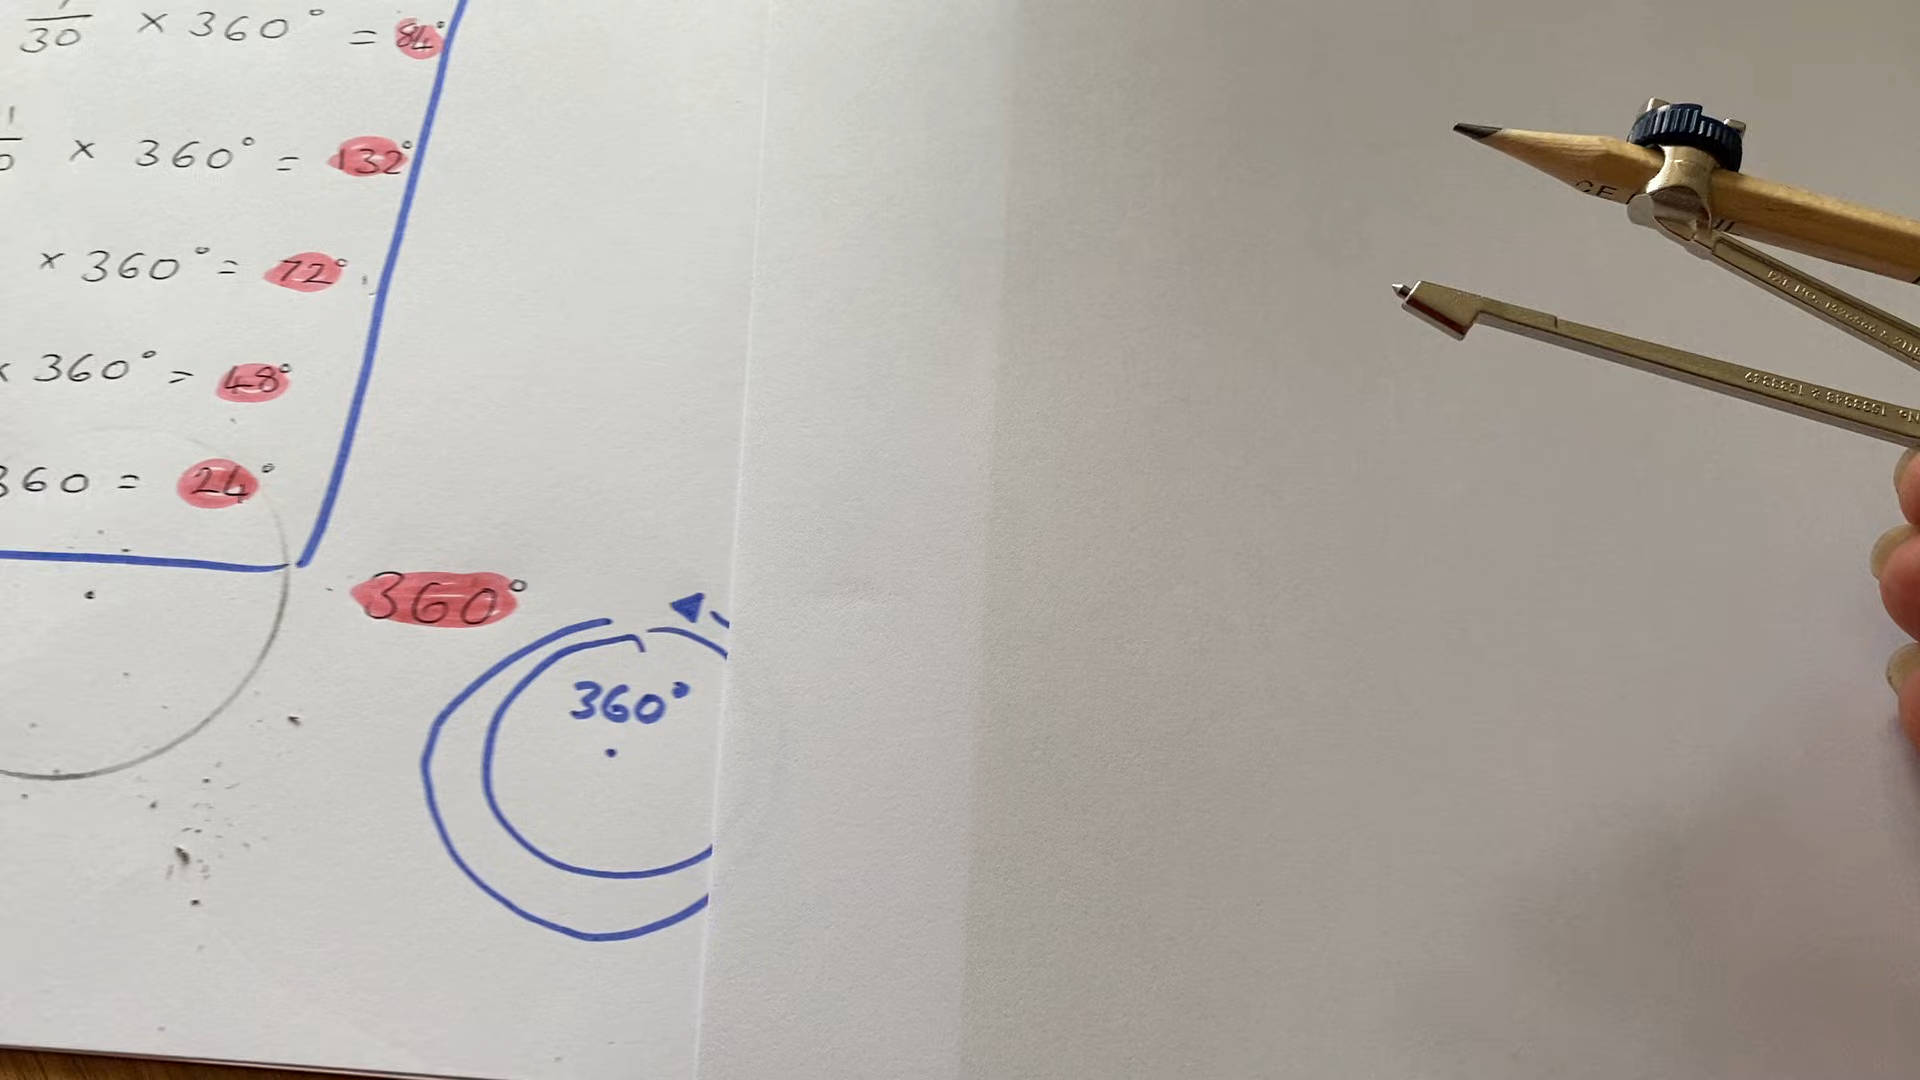 30 × 360° = 84°
× 360° = 132°
× 360° = 72°
× 360° = 48°
360 = 24°
360°
360°